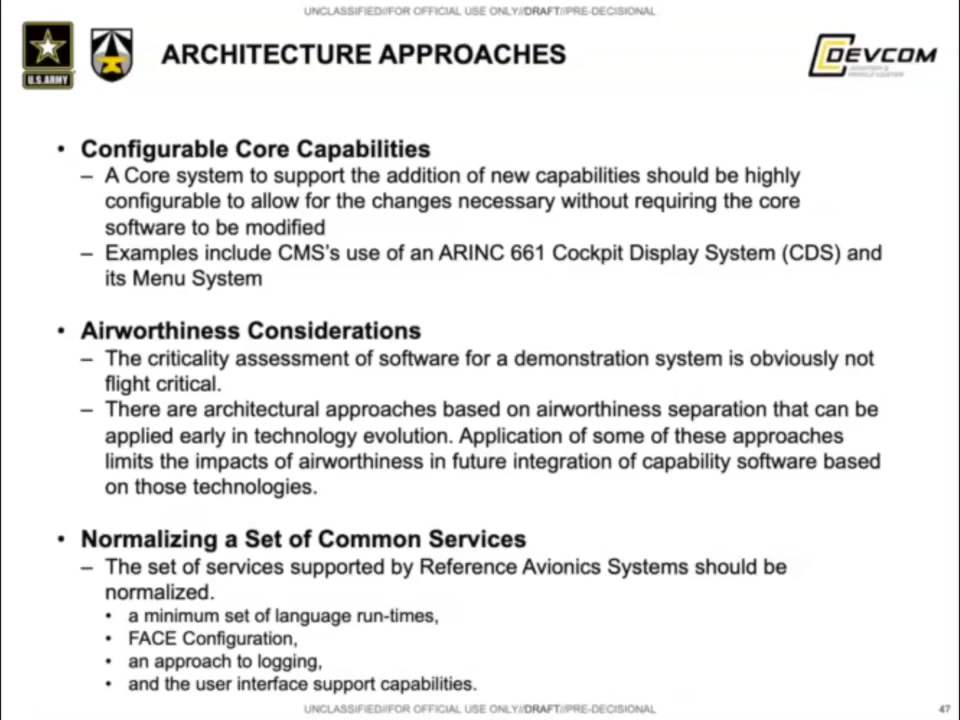 UNCLASSIFIED//FOR OFFICIAL USE ONLY//DRAFT//PRE-DECISIONAL
U.S.ARMY
ARCHITECTURE APPROACHES
DEVCOM
• Configurable Core Capabilities
– A Core system to support the addition of new capabilities should be highly
configurable to allow for the changes necessary without requiring the core
software to be modified
– Examples include CMS's use of an ARINC 661 Cockpit Display System (CDS) and
its Menu System
• Airworthiness Considerations
– The criticality assessment of software for a demonstration system is obviously not
flight critical.
– There are architectural approaches based on airworthiness separation that can be
applied early in technology evolution. Application of some of these approaches
limits the impacts of airworthiness in future integration of capability software based
on those technologies.
• Normalizing a Set of Common Services
– The set of services supported by Reference Avionics Systems should be
normalized.
• a minimum set of language run-times,
• FACE Configuration,
• an approach to logging,
• and the user interface support capabilities.
UNCLASSIFIED//FOR OFFICIAL USE ONLY//DRAFT//PRE-DECISIONAL
47